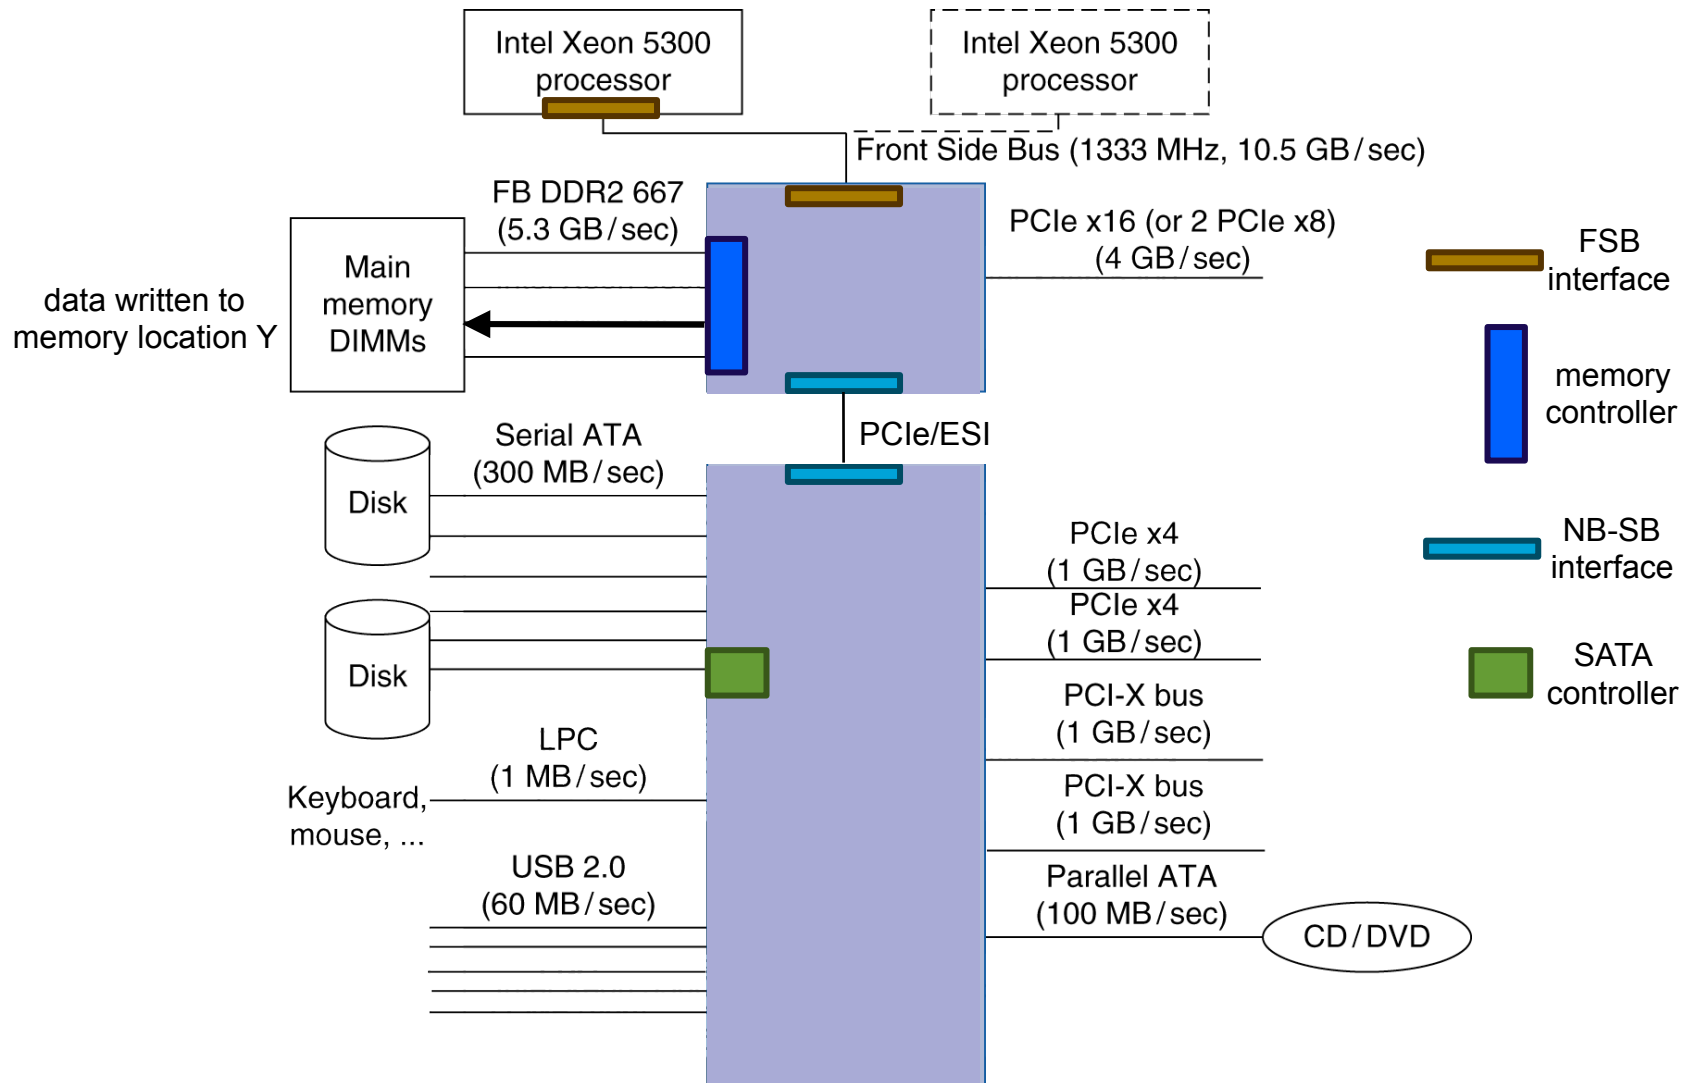 Intel Xeon 5300
processor
Intel Xeon 5300
processor
Front Side Bus (1333 MHz, 10.5 GB/sec)
FB DDR2 667
(5.3 GB/sec)
PCIe x16 (or 2 PCIe x8)
(4 GB/sec)
FSB
interface
Main
memory
DIMMs
data written to
memory location Y
memory
controller
PCIe/ESI
Serial ATA
(300 MB/sec)
Disk
PCIe x4
(1 GB/sec)
NB-SB
interface
PCIe x4
(1 GB/sec)
Disk
SATA
controller
PCI-X bus
(1 GB/sec)
LPC
(1 MB/sec)
Keyboard,
mouse, ...
PCI-X bus
(1 GB/sec)
USB 2.0
(60 MB/sec)
Parallel ATA
(100 MB/sec)
CD/DVD